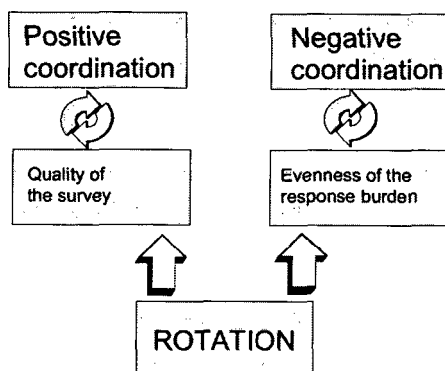 Positive
coordination
Negative
coordination
Quality of
the survey
Evenness of the
response burden
ROTATION